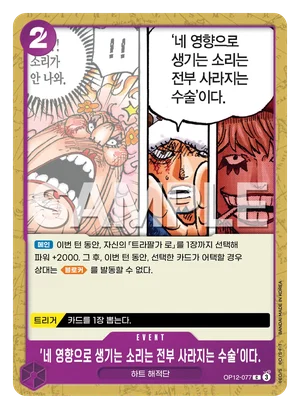 2
!
소리가
안 나와.
'네 영향으로
생기는 소리는
전부 사라지는
수술'이다.
SAMPLE
메인 이번 턴 동안, 자신의 「트라팔가 로」를 1장까지 선택해
파워 +2000. 그 후, 이번 턴 동안, 선택한 카드가 어택할 경우
상대는 블로커 를 발동할 수 없다.
트리거 카드를 1장 뽑는다.
EVENT
'네 영향으로 생기는 소리는 전부 사라지는 수술'이다.
하트 해적단
OP12-077 3